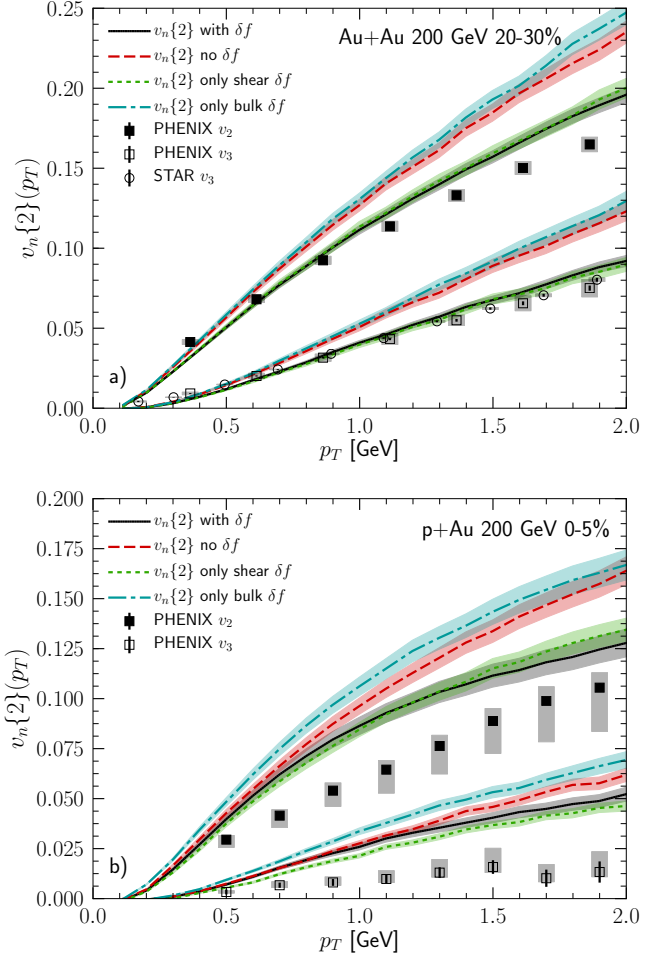 0.25
0.20
0.15
0.10
0.05
0.00
v_n{2}(p_T)
v_n{2} with δf
v_n{2} no δf
v_n{2} only shear δf
v_n{2} only bulk δf
PHENIX v_2
PHENIX v_3
STAR v_3
Au+Au 200 GeV 20-30%
a)
0.0 0.5 1.0 1.5 2.0
p_T [GeV]
0.200
0.175
0.150
0.125
0.100
0.075
0.050
0.025
0.000
v_n{2}(p_T)
v_n{2} with δf
v_n{2} no δf
v_n{2} only shear δf
v_n{2} only bulk δf
PHENIX v_2
PHENIX v_3
p+Au 200 GeV 0-5%
b)
0.0 0.5 1.0 1.5 2.0
p_T [GeV]